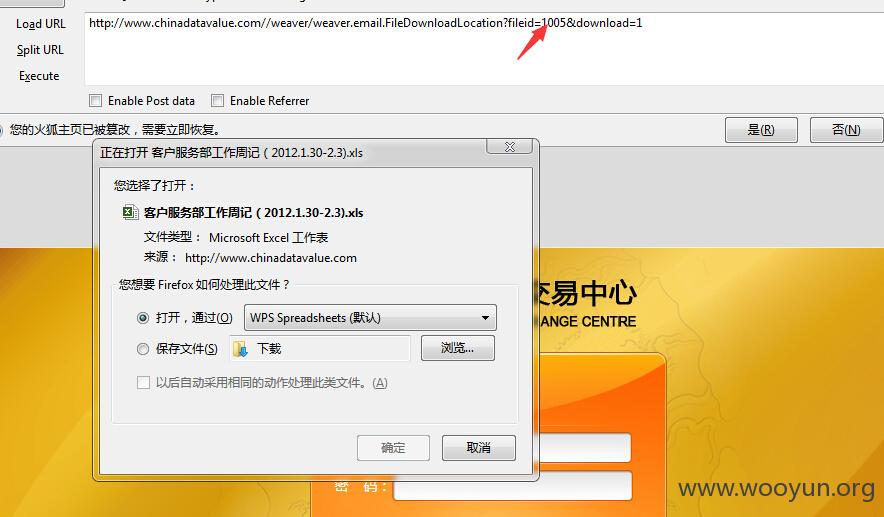 Load URL
http://www.chinadatavalue.com//weaver/weaver.email.FileDownloadLocation?fileid=1005&download=1
Split URL
Execute
Enable Post data Enable Referrer
您的火狐主页已被篡改，需要立即恢复。 是(R) 否(N)
正在打开 客户服务部工作周记 ( 2012.1.30-2.3).xls
您选择了打开：
客户服务部工作周记 ( 2012.1.30-2.3).xls
文件类型： Microsoft Excel 工作表
来源： http://www.chinadatavalue.com
您想要 Firefox 如何处理此文件？
打开，通过(O) WPS Spreadsheets (默认)
保存文件(S) 下载 浏览...
以后自动采用相同的动作处理此类文件。(A)
确定 取消
交易中心
ANGE CENTRE
密 码：
www.wooyun.org